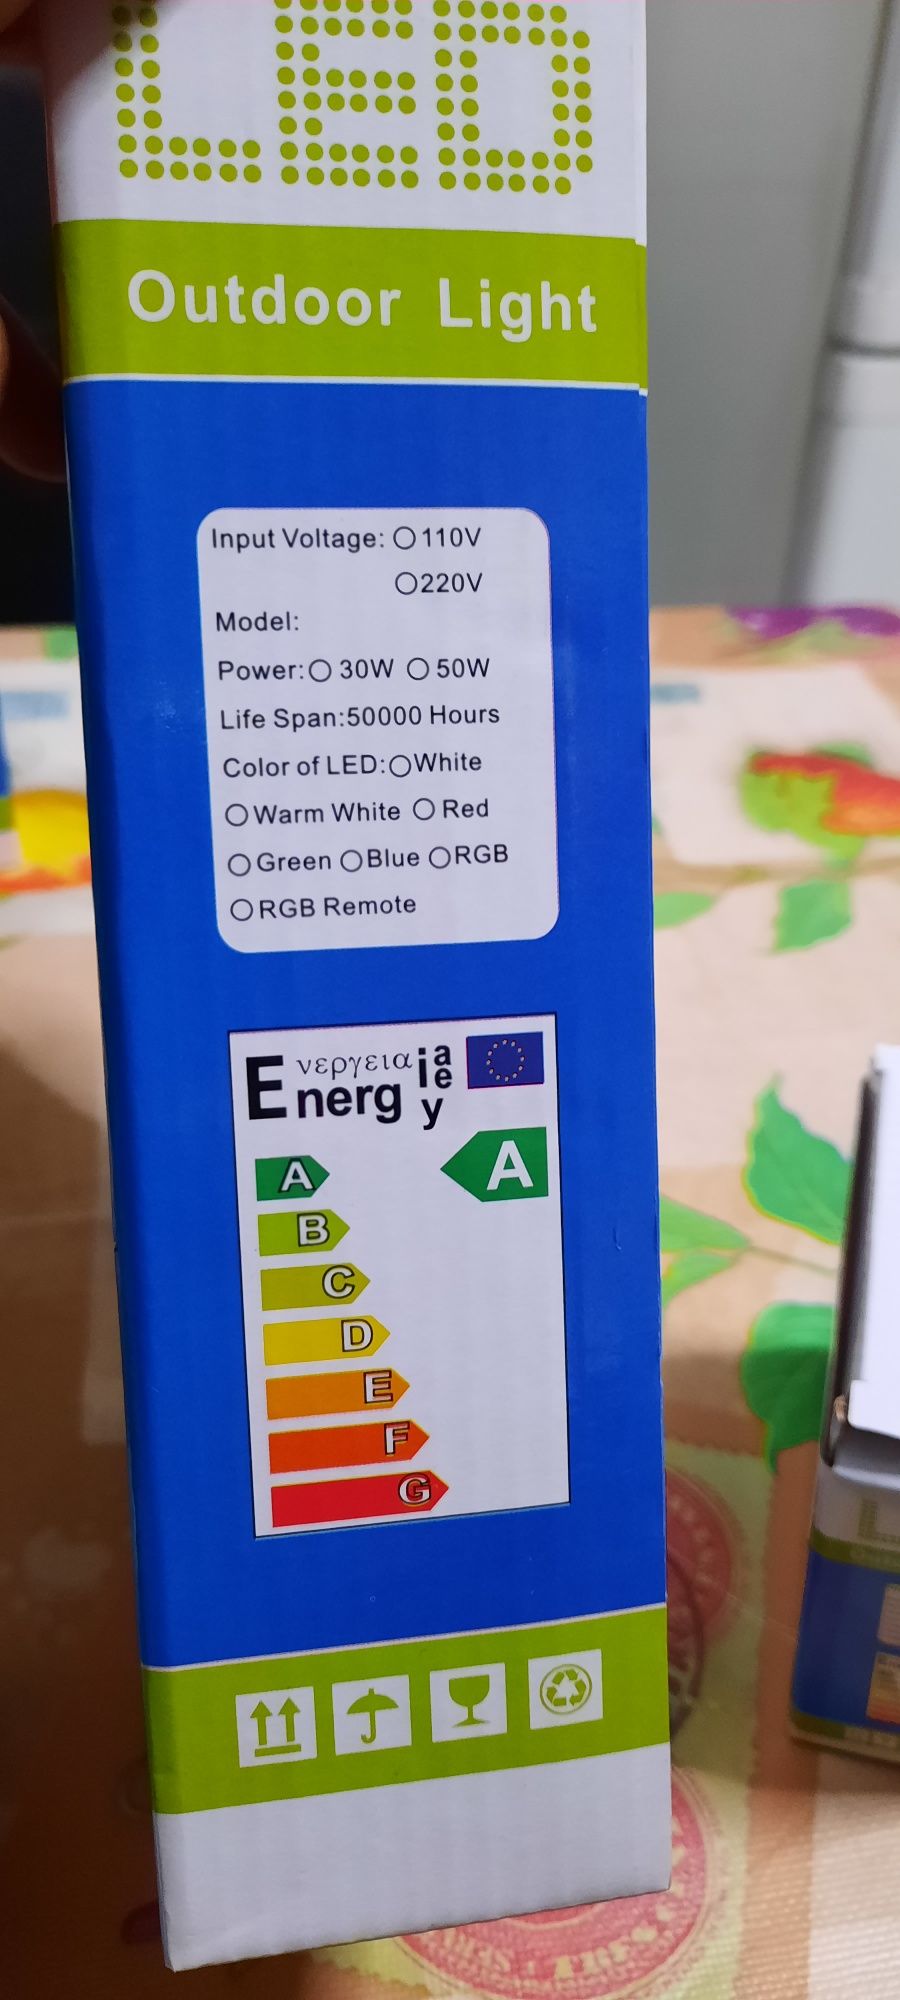 LED
Outdoor Light
Input Voltage: 110V
220V
Model:
Power: 30W 50W
Life Span:50000 Hours
Color of LED: White
Warm White Red
Green Blue RGB
RGB Remote
Ενεργεια
Energ
ia
ie
y
A
A
B
C
D
E
F
G